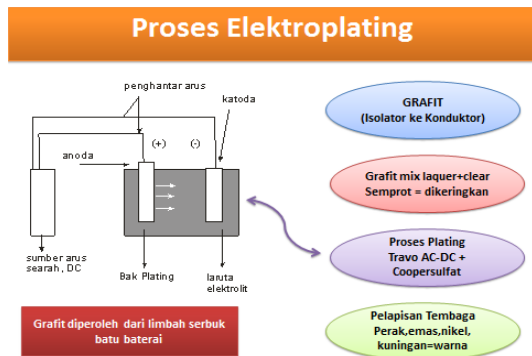 Proses Elektroplating
penghantar arus
katoda
(+)
(-)
anoda
sumber arus
searah, DC
Bak Plating
laruta
elektrolit
Grafit diperoleh dari limbah serbuk
batu baterai
GRAFIT
(Isolator ke Konduktor)
Grafit mix laquer+clear
Semprot = dikeringkan
Proses Plating
Travo AC-DC +
Coopersulfat
Pelapisan Tembaga
Perak,emas,nikel,
kuningan=warna